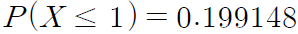 P(X ≤ 1) = 0.199148